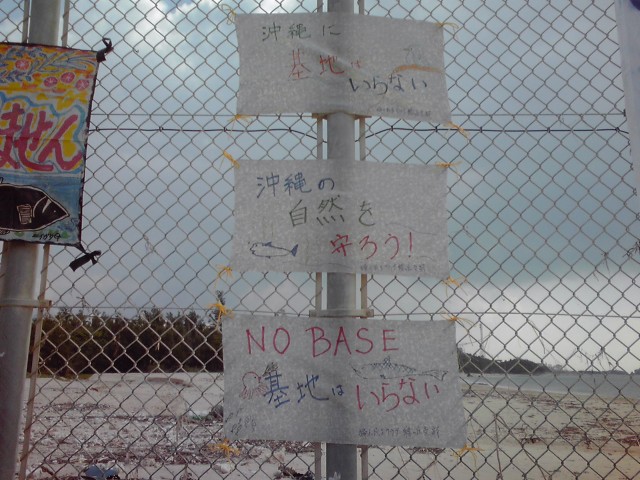 ません
沖縄に
基地は
いらない
沖縄の
自然を
守ろう!
NO BASE
基地は
いらない